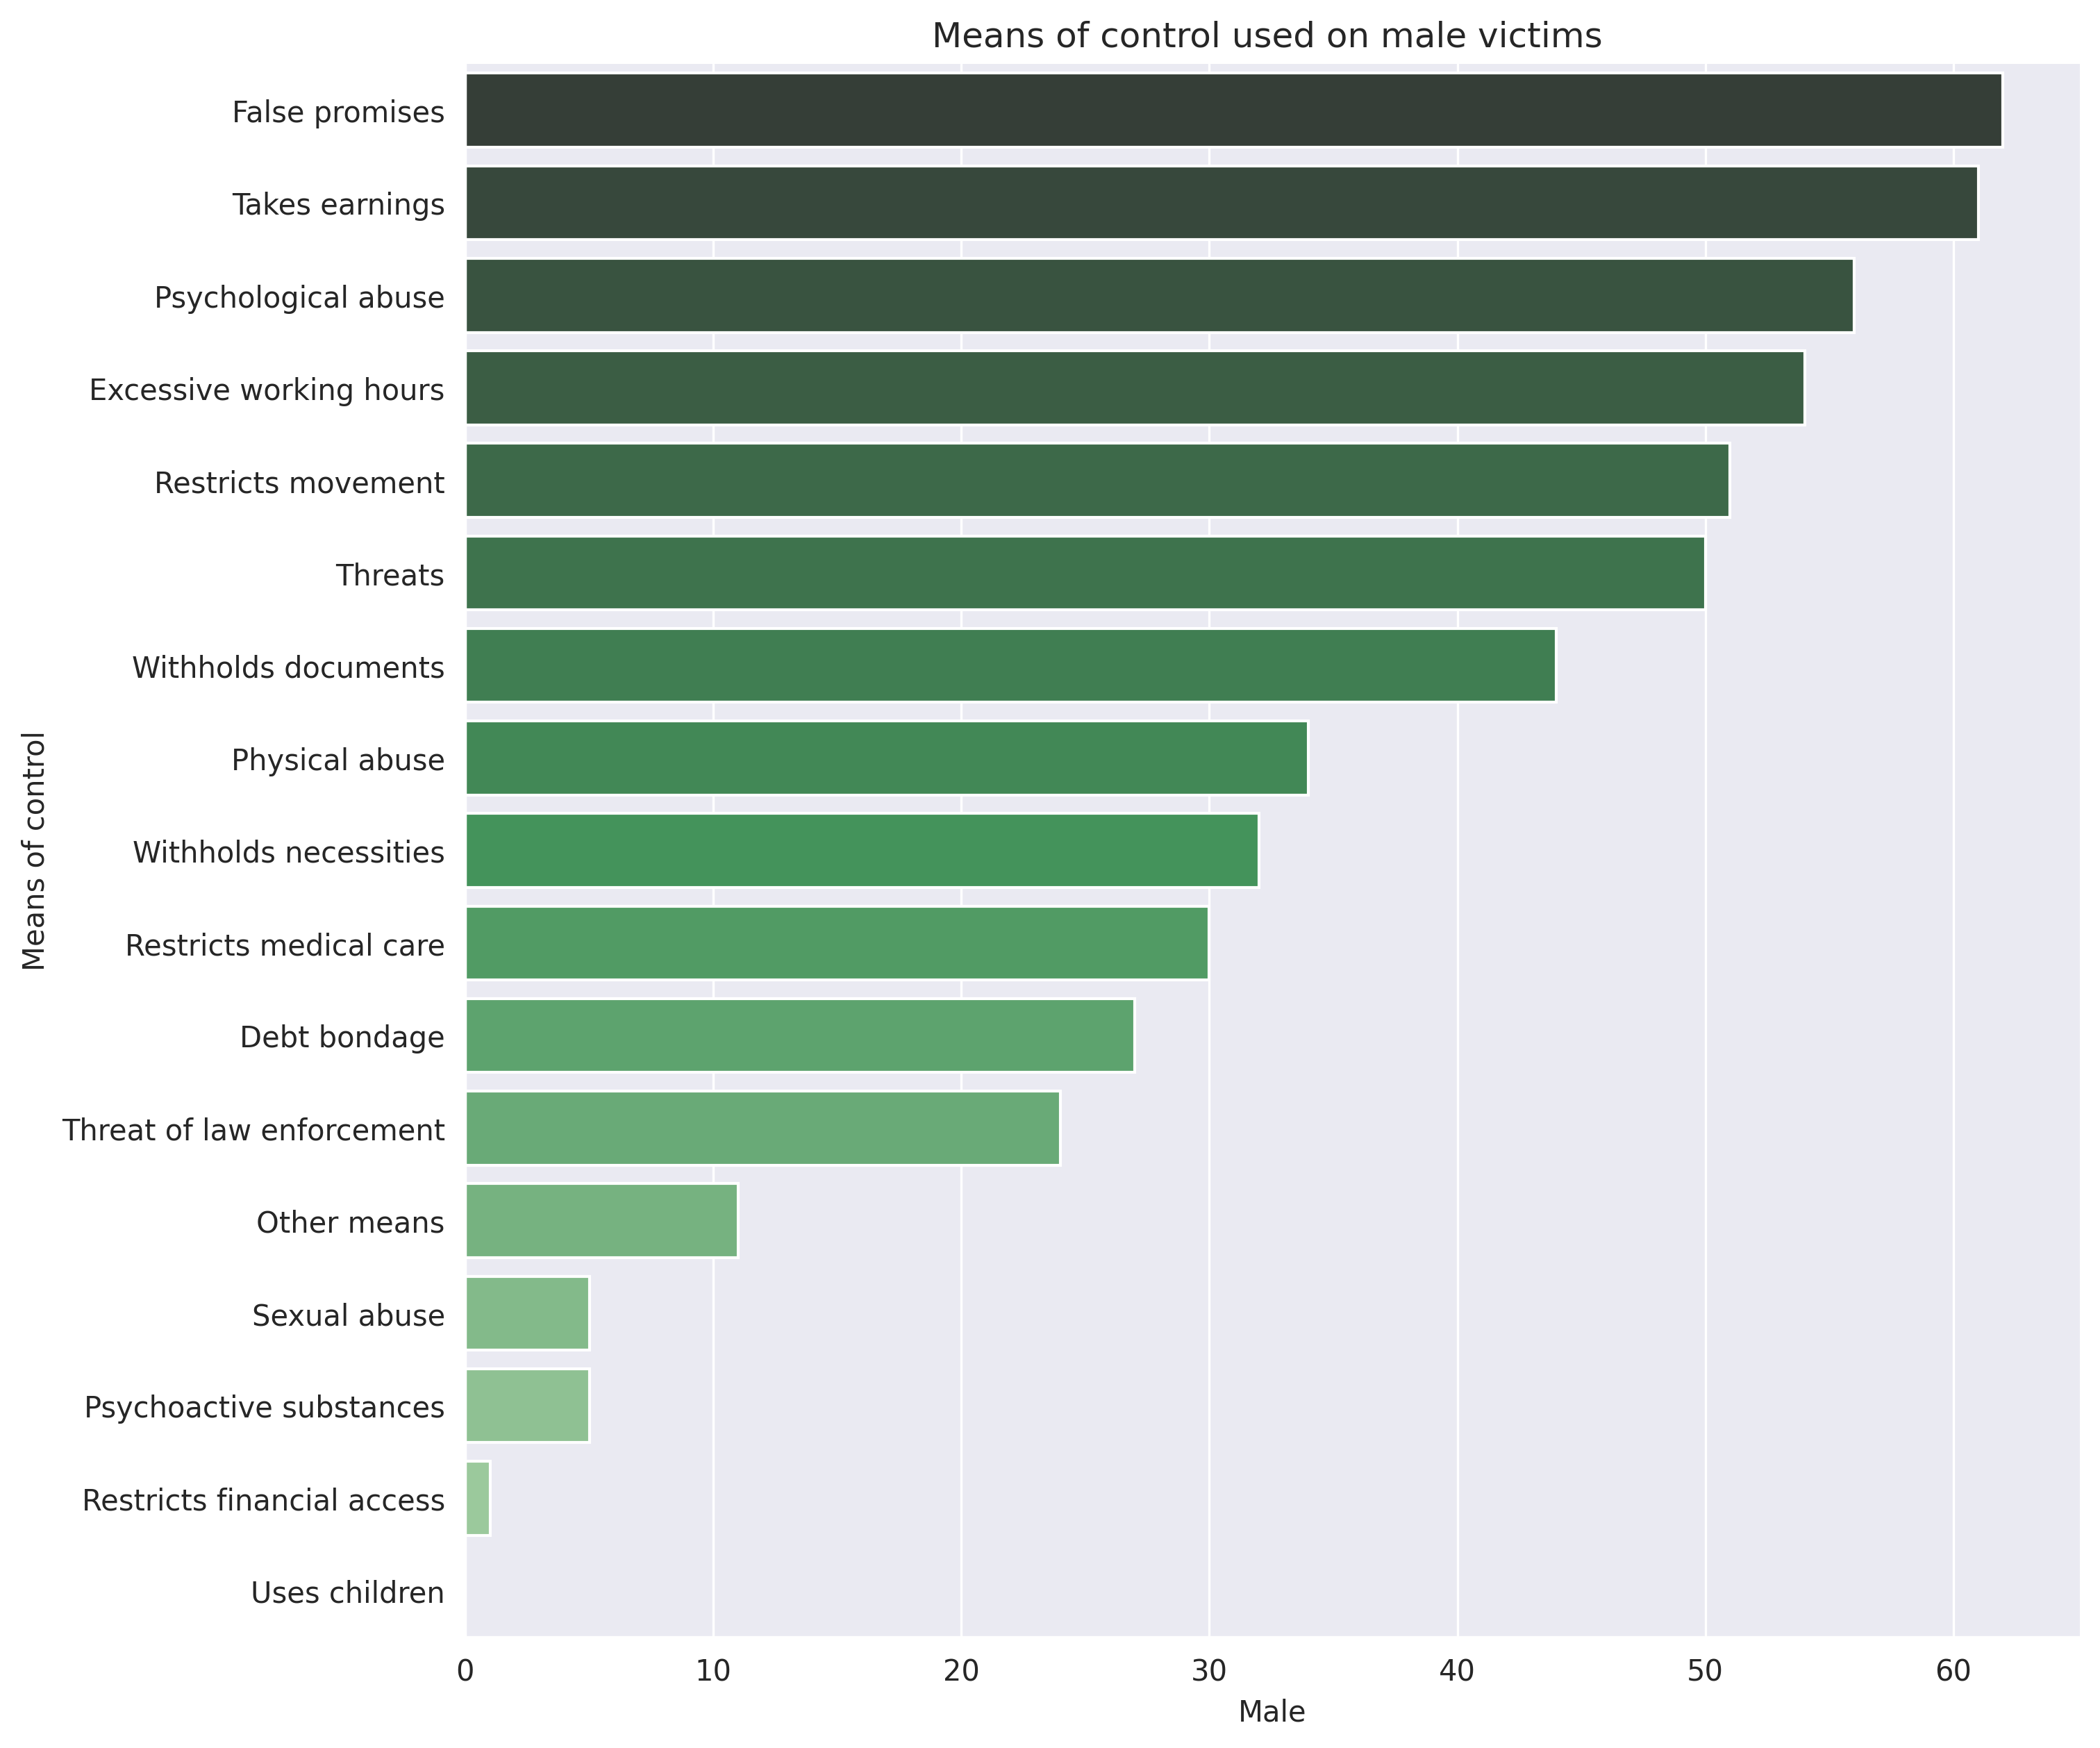 Means of control used on male victims
False promises
Takes earnings
Psychological abuse
Excessive working hours
Restricts movement
Threats
Withholds documents
Physical abuse
Withholds necessities
Restricts medical care
Debt bondage
Threat of law enforcement
Other means
Sexual abuse
Psychoactive substances
Restricts financial access
Uses children
Means of control
0 10 20 30 40 50 60
Male